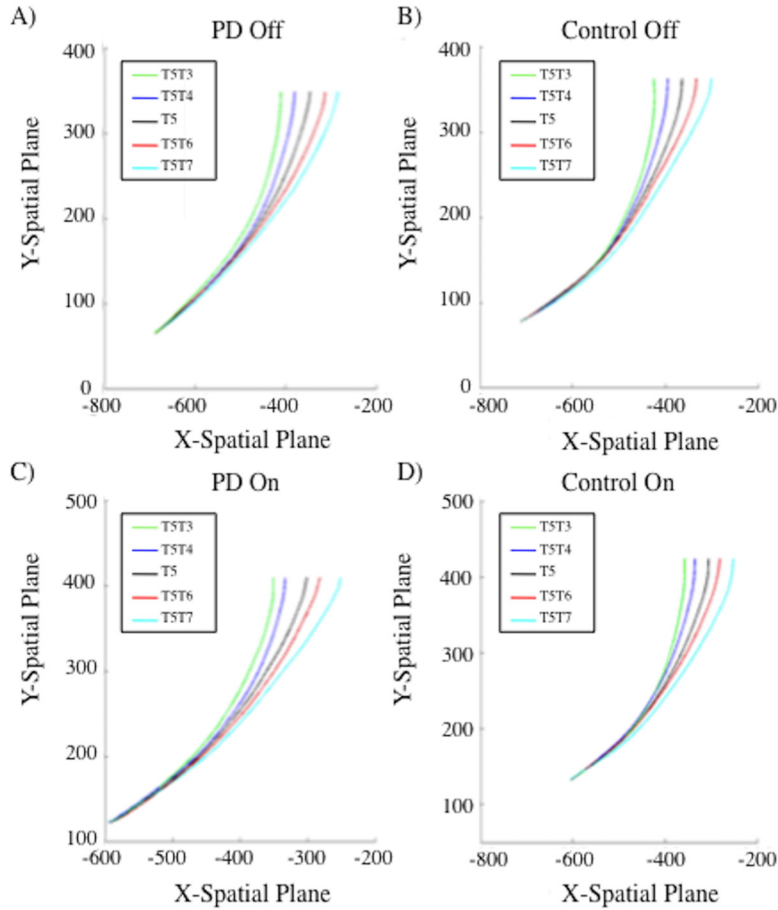 A)
PD Off
Y-Spatial Plane
400
300
200
100
0
T5T3
T5T4
T5
T5T6
T5T7
-800
-600
-400
-200
X-Spatial Plane
B)
Control Off
Y-Spatial Plane
400
300
200
100
0
T5T3
T5T4
T5
T5T6
T5T7
-800
-600
-400
-200
X-Spatial Plane
C)
PD On
Y-Spatial Plane
500
400
300
200
100
T5T3
T5T4
T5
T5T6
T5T7
-600
-500
-400
-300
-200
X-Spatial Plane
D)
Control On
Y-Spatial Plane
500
400
300
200
100
T5T3
T5T4
T5
T5T6
T5T7
-800
-600
-400
-200
X-Spatial Plane